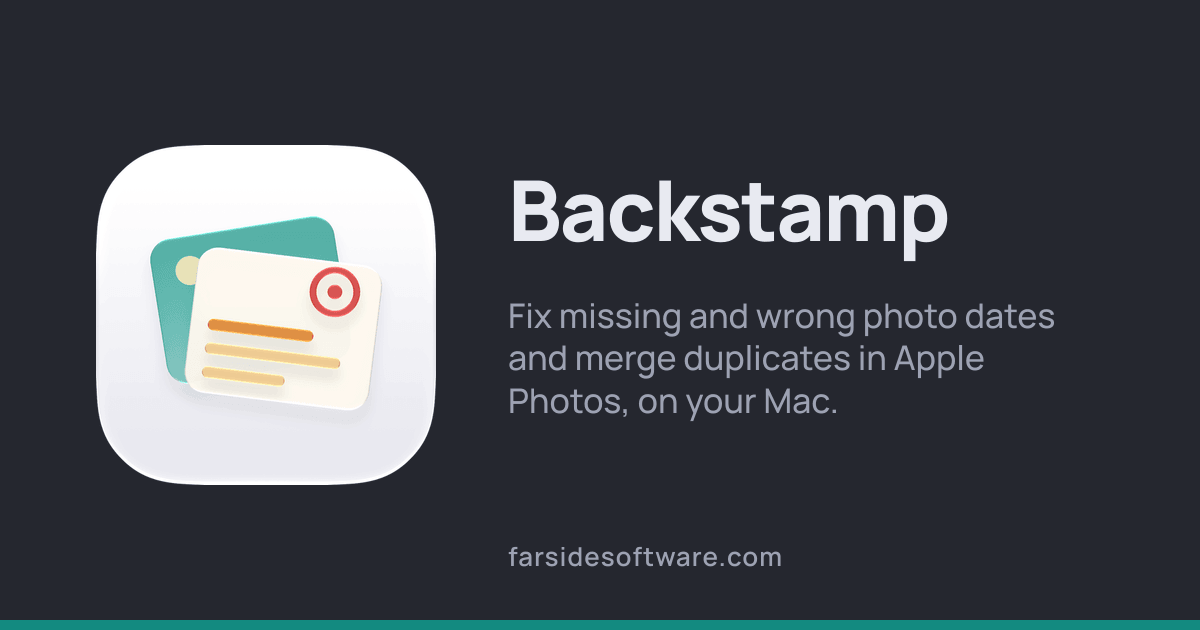 Backstamp
Fix missing and wrong photo dates
and merge duplicates in Apple
Photos, on your Mac.
farsidesoftware.com